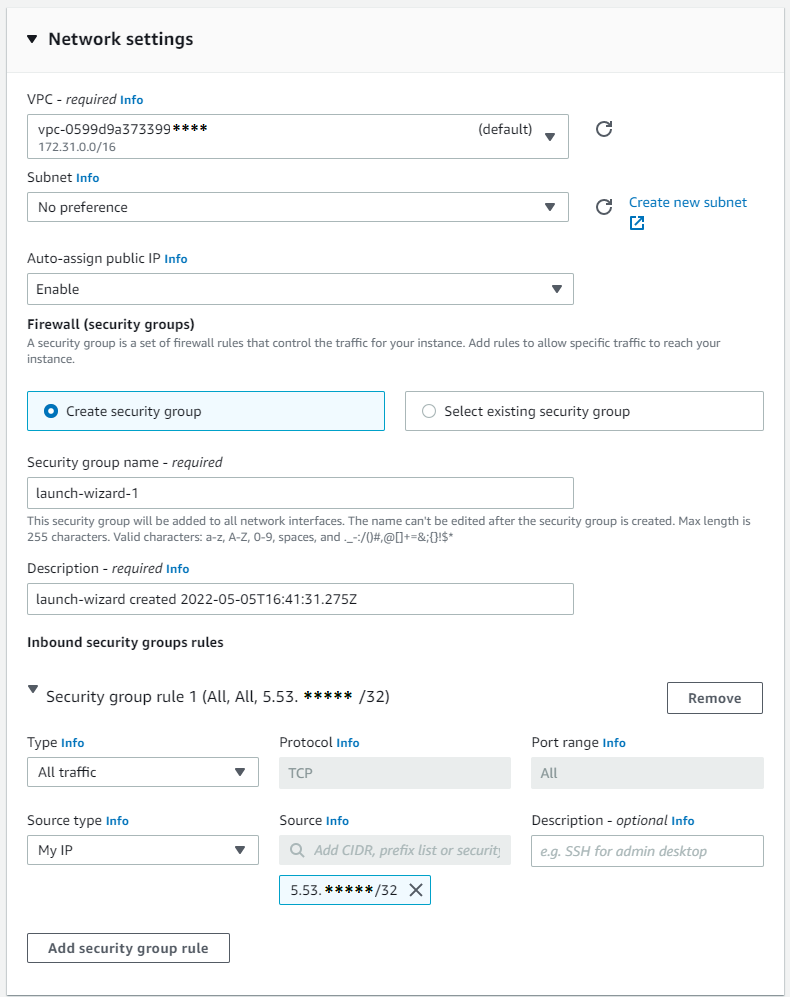 Network settings
VPC - required Info
vpc-0599d9a373399**** (default)
172.31.0.0/16
Subnet Info
No preference
Create new subnet
Auto-assign public IP Info
Enable
Firewall (security groups)
A security group is a set of firewall rules that control the traffic for your instance. Add rules to allow specific traffic to reach your
instance.
Create security group
Select existing security group
Security group name - required
launch-wizard-1
This security group will be added to all network interfaces. The name can't be edited after the security group is created. Max length is
255 characters. Valid characters: a-z, A-Z, 0-9, spaces, and ._-:/()#,@[]+=&;{}!$*
Description - required Info
launch-wizard created 2022-05-05T16:41:31.275Z
Inbound security groups rules
Security group rule 1 (All, All, 5.53. ***** /32)
Remove
Type Info
Protocol Info
Port range Info
All traffic
TCP
All
Source type Info
Source Info
Description - optional Info
My IP
Add CIDR, prefix list or security
e.g. SSH for admin desktop
5.53. *****/32
Add security group rule